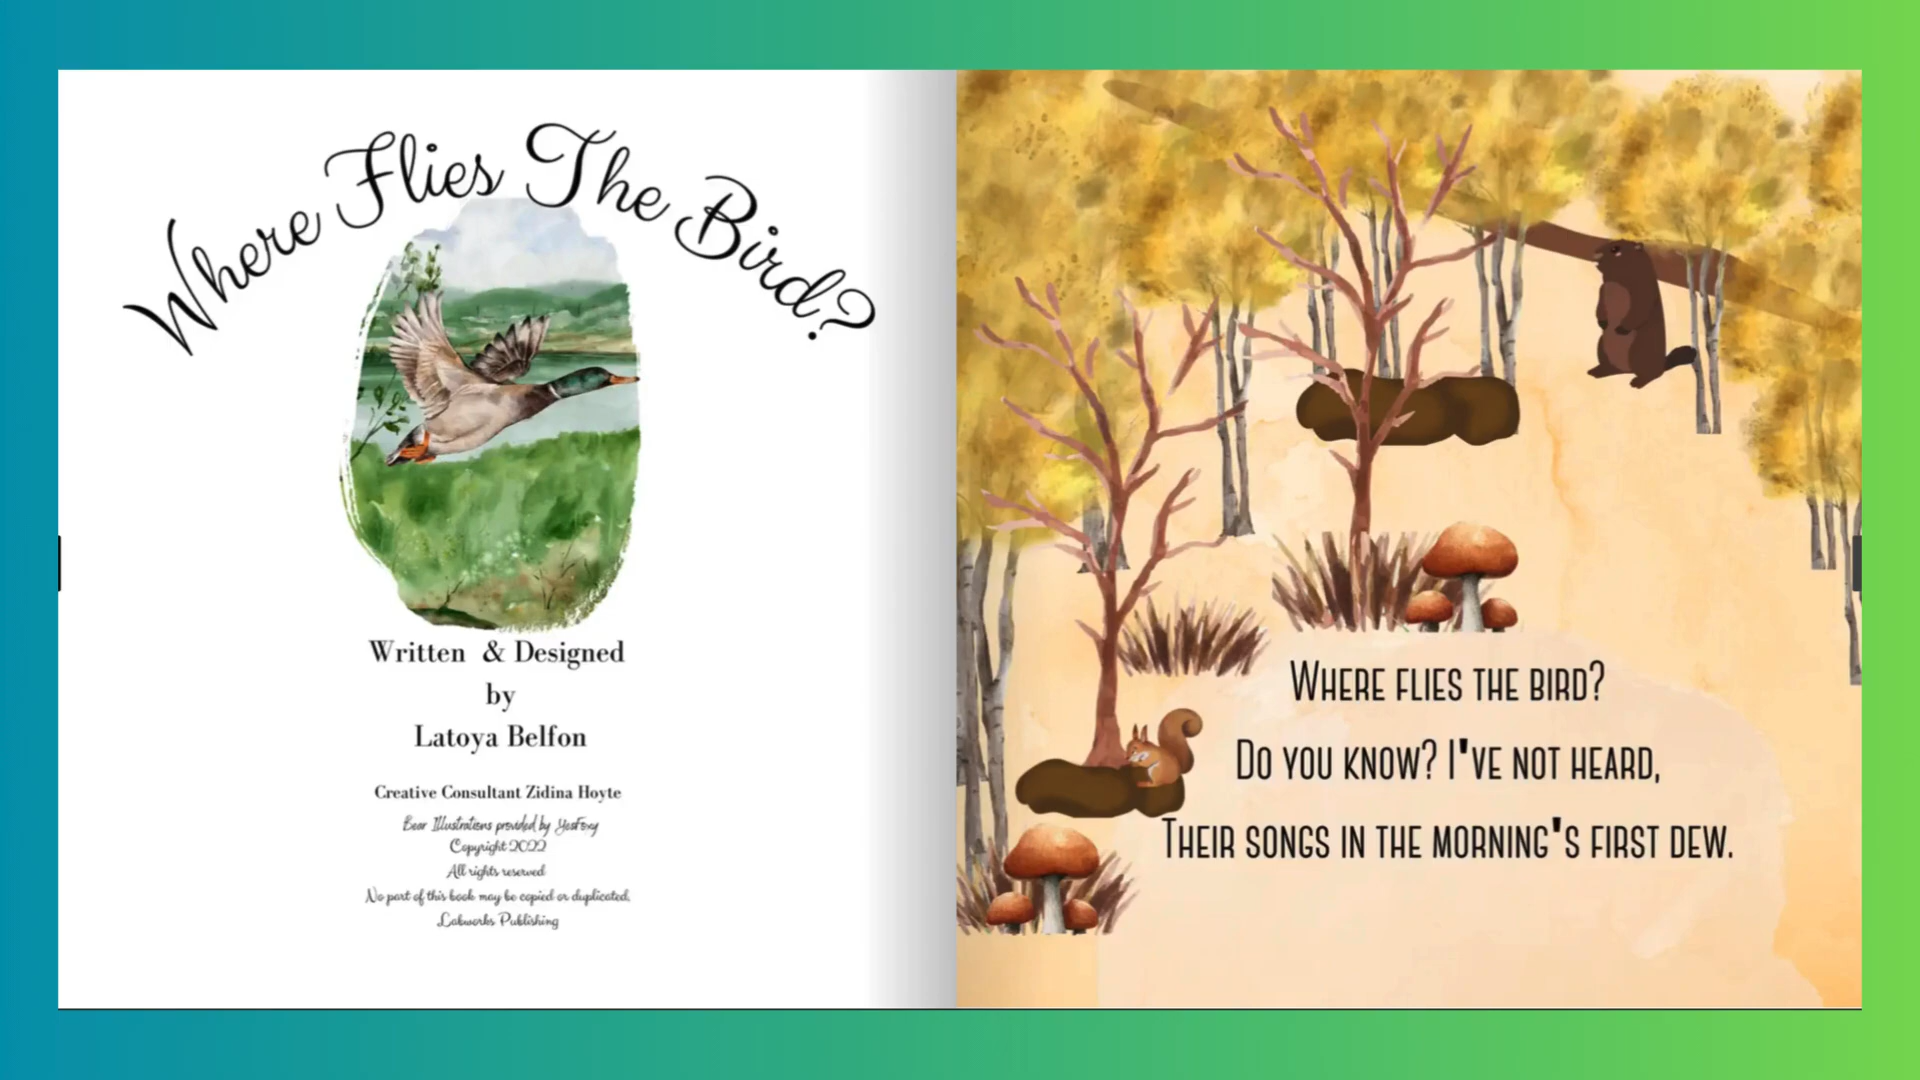 Where Flies The Bird?
Written & Designed
by
Latoya Belfon
Creative Consultant Zidina Hoyte
Bear Illustrations provided by YesFoxy
Copyright 2022
All rights reserved
No part of this book may be copied or duplicated.
Labworks Publishing
WHERE FLIES THE BIRD?
DO YOU KNOW? I'VE NOT HEARD,
THEIR SONGS IN THE MORNING'S FIRST DEW.